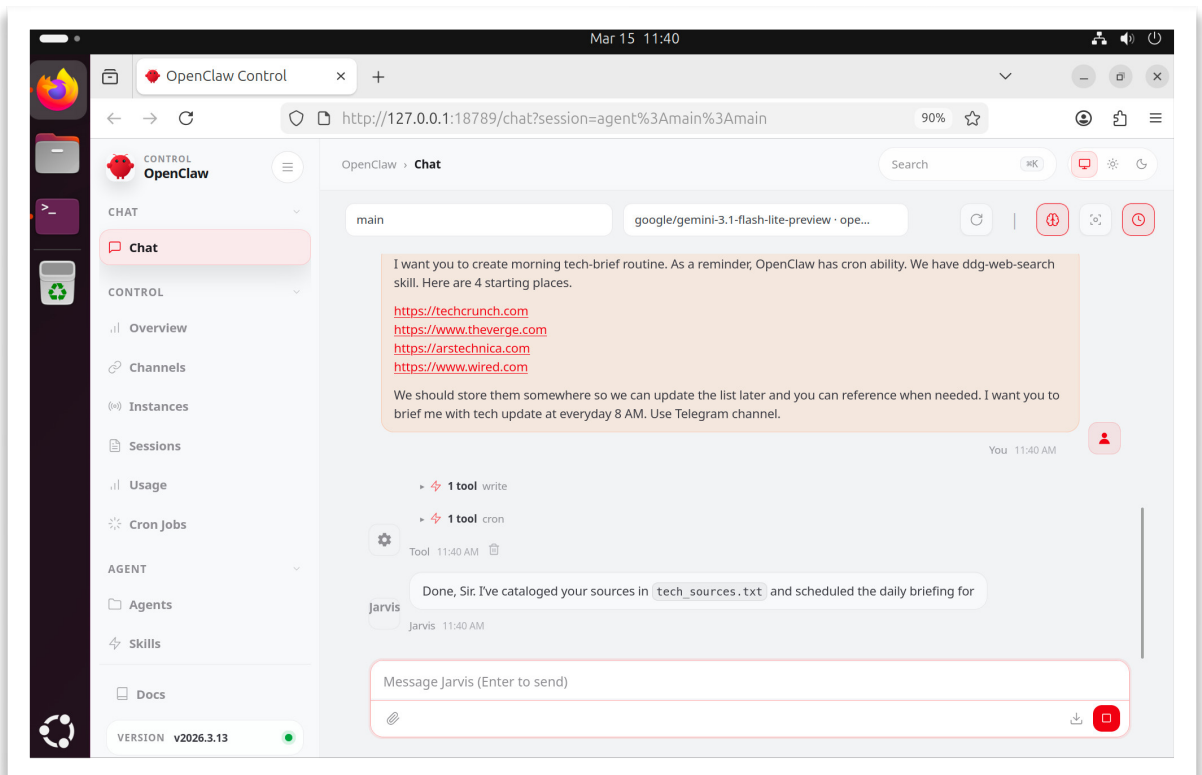 Mar 15 11:40
OpenClaw Control
http://127.0.0.1:18789/chat?session=agent%3Amain%3Amain
90%
CONTROL
OpenClaw
OpenClaw › Chat
Search
⌘K
CHAT
Chat
CONTROL
Overview
Channels
Instances
Sessions
Usage
Cron Jobs
AGENT
Agents
Skills
Docs
VERSION v2026.3.13
main
google/gemini-3.1-flash-lite-preview · ope...
I want you to create morning tech-brief routine. As a reminder, OpenClaw has cron ability. We have ddg-web-search
skill. Here are 4 starting places.
https://techcrunch.com
https://www.theverge.com
https://arstechnica.com
https://www.wired.com
We should store them somewhere so we can update the list later and you can reference when needed. I want you to
brief me with tech update at everyday 8 AM. Use Telegram channel.
You 11:40 AM
1 tool write
1 tool cron
Tool 11:40 AM
Done, Sir. I've cataloged your sources in tech_sources.txt and scheduled the daily briefing for
Jarvis
Jarvis 11:40 AM
Message Jarvis (Enter to send)